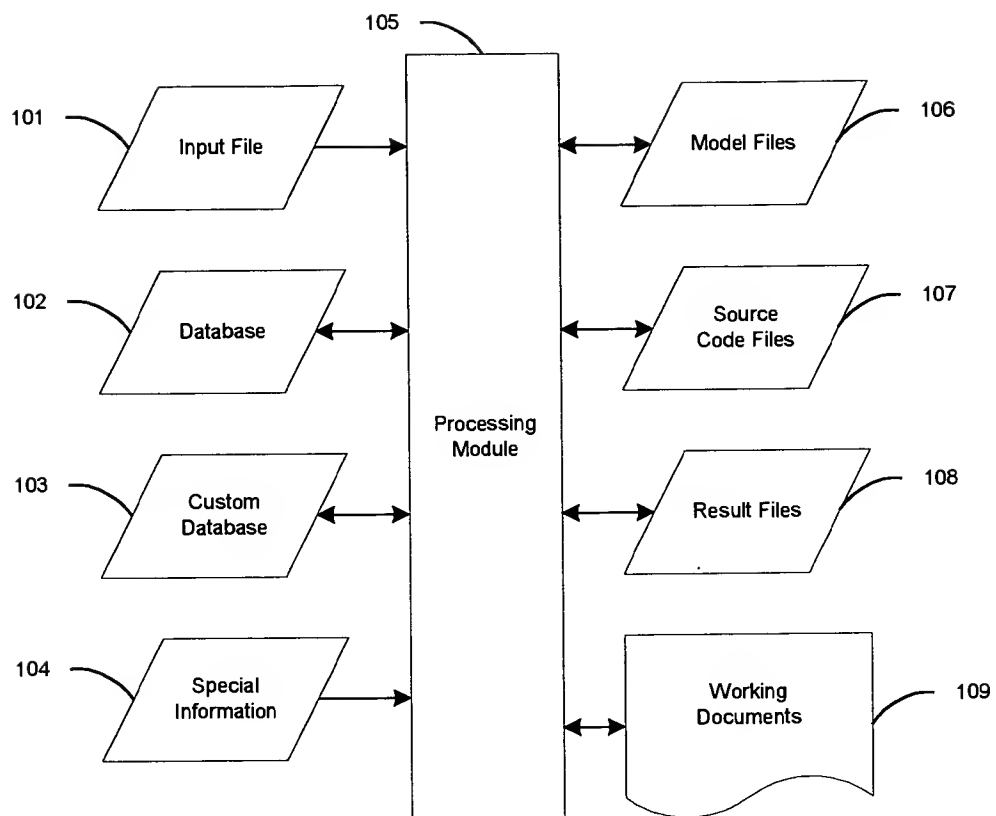 105
101
Input File
Model Files
106
102
Database
Source
Code Files
107
Processing
Module
103
Custom
Database
Result Files
108
104
Special
Information
Working
Documents
109